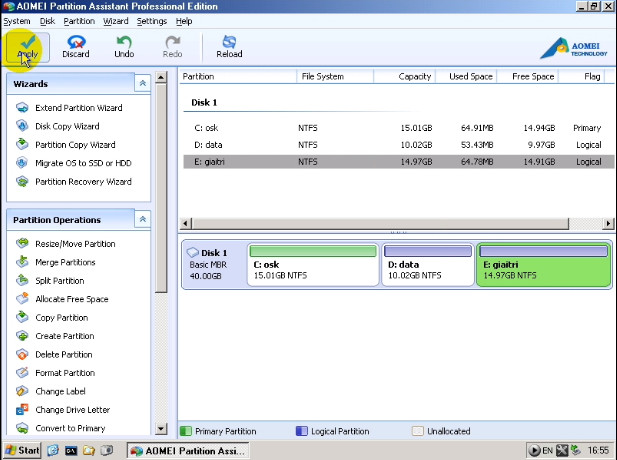 AOMEI Partition Assistant Professional Edition
System Disk Partition Wizard Settings Help
Apply Discard Undo Redo Reload
AOMEI
TECHNOLOGY
Wizards
Extend Partition Wizard
Disk Copy Wizard
Partition Copy Wizard
Migrate OS to SSD or HDD
Partition Recovery Wizard
Partition Operations
Resize/Move Partition
Merge Partitions
Split Partition
Allocate Free Space
Copy Partition
Create Partition
Delete Partition
Format Partition
Change Label
Change Drive Letter
Convert to Primary
Partition File System Capacity Used Space Free Space Flag
Disk 1
C: osk NTFS 15.01GB 64.91MB 14.94GB Primary
D: data NTFS 10.02GB 53.43MB 9.97GB Logical
E: giaitri NTFS 14.97GB 64.78MB 14.91GB Logical
Disk 1
Basic MBR
40.00GB
C: osk
15.01GB NTFS
D: data
10.02GB NTFS
E: giaitri
14.97GB NTFS
Primary Partition Logical Partition Unallocated
Start AOMEI Partition Assi... EN 16:55